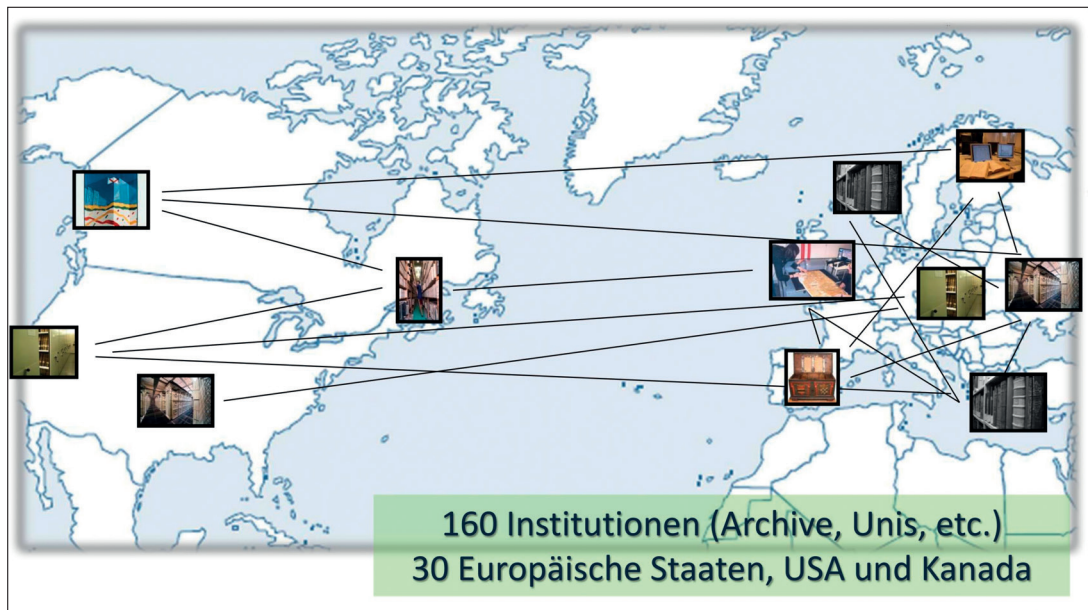 160 Institutionen (Archive, Unis, etc.)
30 Europäische Staaten, USA und Kanada